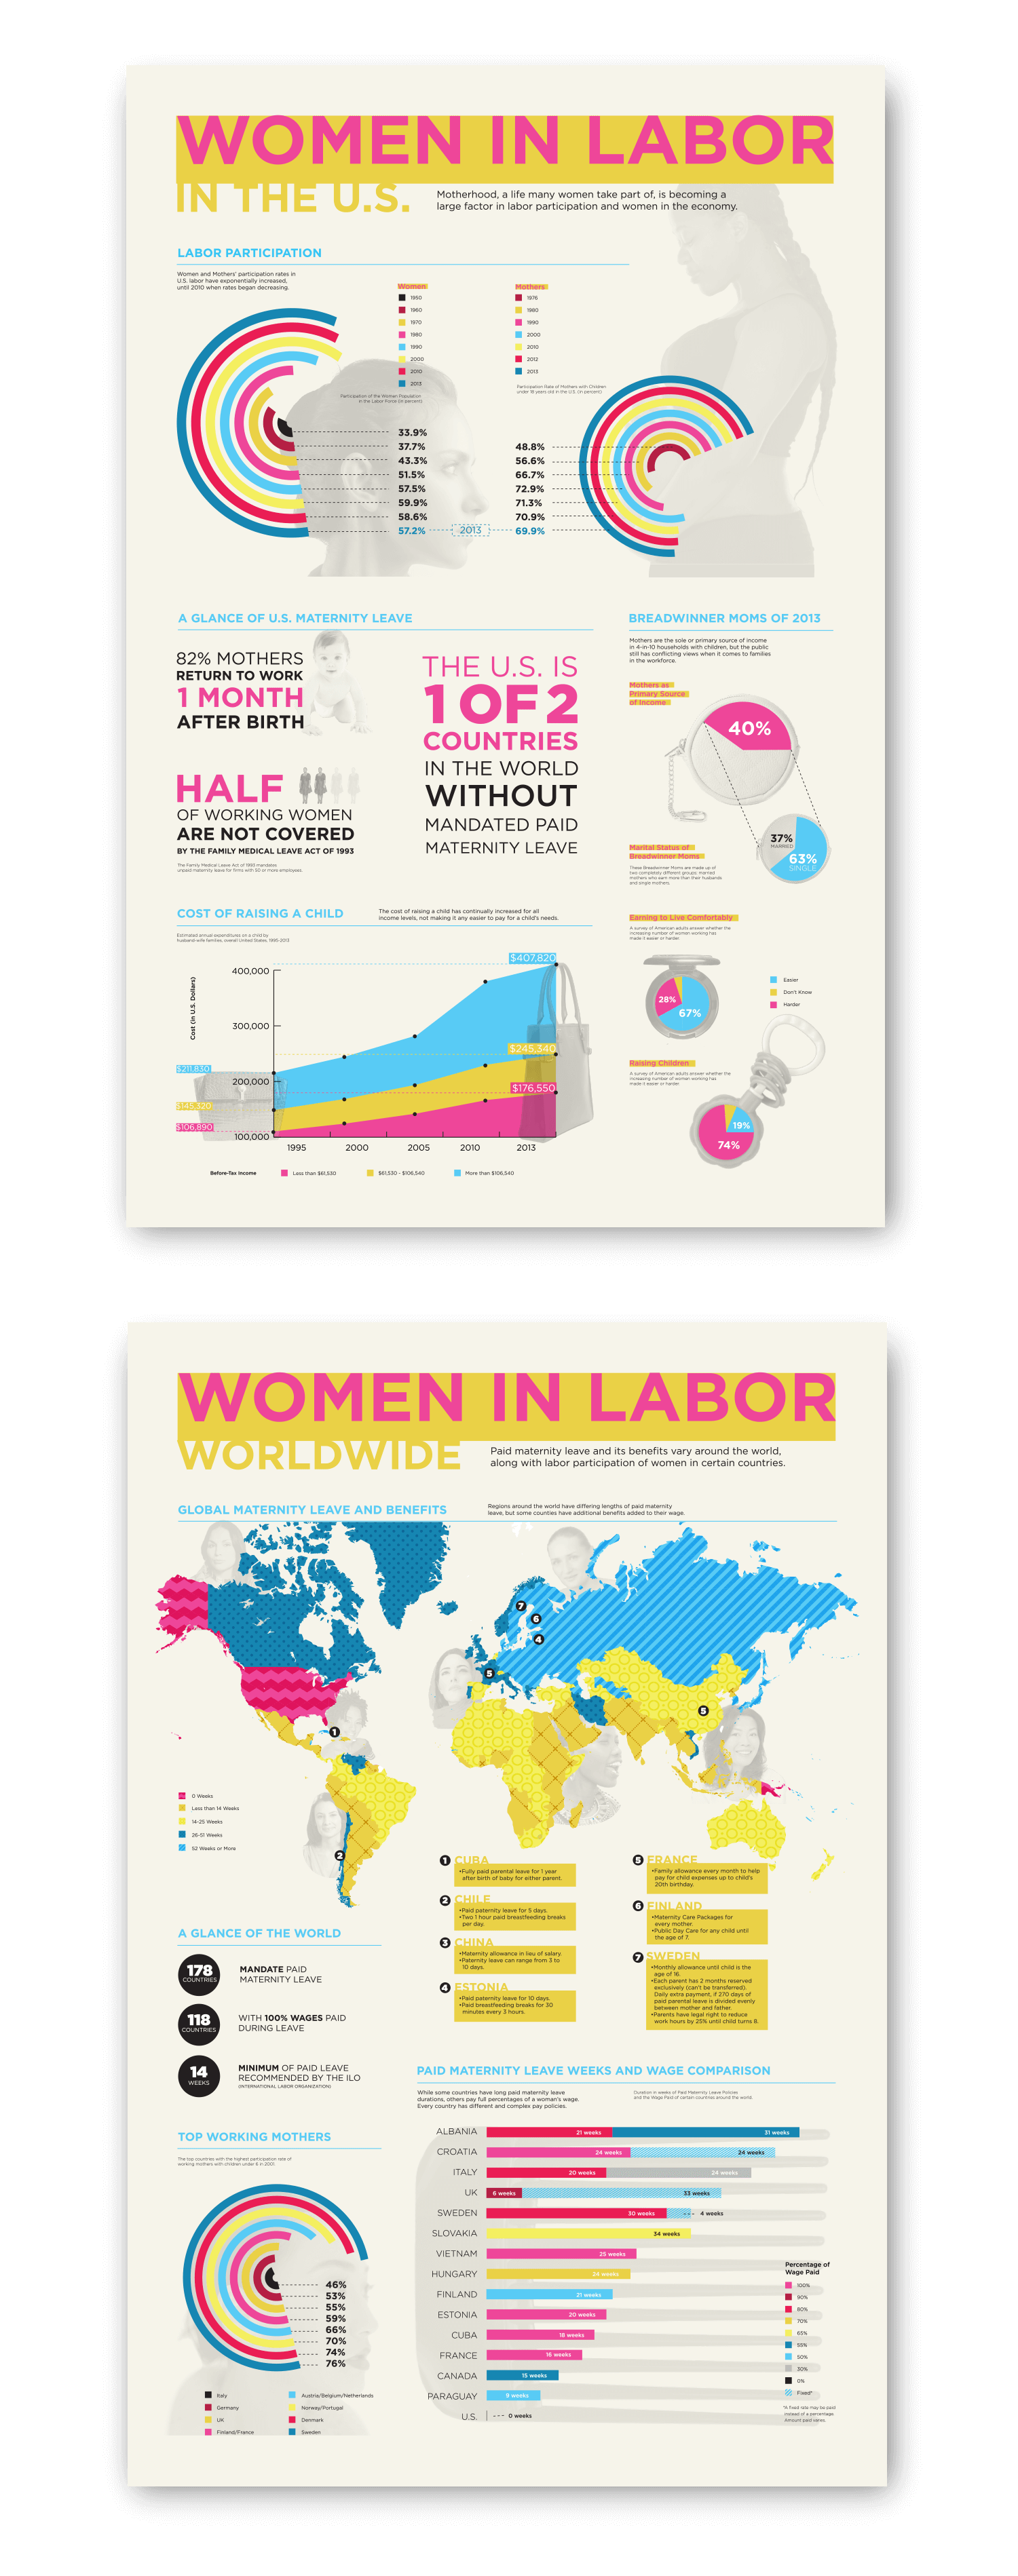 WOMEN IN LABOR
IN THE U.S.
Motherhood, a life many women take part of, is becoming a
large factor in labor participation and women in the economy.
LABOR PARTICIPATION
Women and Mothers' participation rates in
U.S. labor have exponentially increased,
until 2010 when rates began decreasing.
Women
1950
1960
1970
1980
1990
2000
2010
2013
Participation of the Woman Population
in the Labor Force (in percent)
Mothers
1976
1980
1990
2000
2010
2012
2013
Participation Rate of Mothers with Children
under 18 years old in the U.S. (in percent)
33.9%
37.7%
43.3%
51.5%
57.5%
59.9%
58.6%
57.2%
2013
48.8%
56.6%
66.7%
72.9%
71.3%
70.9%
69.9%
A GLANCE OF U.S. MATERNITY LEAVE
82% MOTHERS
RETURN TO WORK
1 MONTH
AFTER BIRTH
HALF
OF WORKING WOMEN
ARE NOT COVERED
BY THE FAMILY MEDICAL LEAVE ACT OF 1993
The Family Medical Leave Act of 1993 mandates
unpaid maternity leave for firms with 50 or more employees.
THE U.S. IS
1 OF 2
COUNTRIES
IN THE WORLD
WITHOUT
MANDATED PAID
MATERNITY LEAVE
BREADWINNER MOMS OF 2013
Mothers are the sole or primary source of income
in 4-in-10 households with children, but the public
still has conflicting views when it comes to families
in the workforce.
Mothers as
Primary Source
of Income
40%
37%
MARRIED
63%
SINGLE
Marital Status of
Breadwinner Moms
These Breadwinner Moms are made up of
two completely different groups: married
mothers who earn more than their husbands
and single mothers.
Earning to Live Comfortably
A survey of American adults answer whether the
increasing number of women working has
made it easier or harder.
28%
67%
Easier
Don't Know
Harder
Raising Children
A survey of American adults answer whether the
increasing number of women working has
made it easier or harder.
19%
74%
COST OF RAISING A CHILD
The cost of raising a child has continually increased for all
income levels, not making it any easier to pay for a child's needs.
Estimated annual expenditures on a child by
husband-wife families, overall United States, 1995-2013
Cost (in U.S. Dollars)
400,000
300,000
200,000
100,000
$407,820
$245,340
$176,550
$211,830
$145,320
$106,890
1995
2000
2005
2010
2013
Before-Tax Income
Less than $61,530
$61,530 - $106,540
More than $106,540
WOMEN IN LABOR
WORLDWIDE
Paid maternity leave and its benefits vary around the world,
along with labor participation of women in certain countries.
GLOBAL MATERNITY LEAVE AND BENEFITS
Regions around the world have differing lengths of paid maternity
leave, but some counties have additional benefits added to their wage.
7
6
4
5
5
1
2
0 Weeks
Less than 14 Weeks
14-25 Weeks
26-51 Weeks
52 Weeks or More
1 CUBA
•Fully paid parental leave for 1 year
after birth of baby for either parent.
2 CHILE
•Paid paternity leave for 5 days.
•Two 1 hour paid breastfeeding breaks
per day.
3 CHINA
•Maternity allowance in lieu of salary.
•Paternity leave can range from 3 to
10 days.
4 ESTONIA
•Paid paternity leave for 10 days.
•Paid breastfeeding breaks for 30
minutes every 3 hours.
5 FRANCE
•Family allowance every month to help
pay for child expenses up to child's
20th birthday.
6 FINLAND
•Maternity Care Packages for
every mother.
•Public Day Care for any child until
the age of 7.
7 SWEDEN
•Monthly allowance until child is the
age of 16.
•Each parent has 2 months reserved
exclusively (can't be transferred).
Daily extra payment, if 270 days of
paid parental leave is divided evenly
between mother and father.
•Parents have legal right to reduce
work hours by 25% until child turns 8.
A GLANCE OF THE WORLD
178
COUNTRIES
MANDATE PAID
MATERNITY LEAVE
118
COUNTRIES
WITH 100% WAGES PAID
DURING LEAVE
14
WEEKS
MINIMUM OF PAID LEAVE
RECOMMENDED BY THE ILO
(INTERNATIONAL LABOR ORGANIZATION)
TOP WORKING MOTHERS
The top countries with the highest participation rate of
working mothers with children under 6 in 2001.
46%
53%
55%
59%
66%
70%
74%
76%
Italy
Germany
UK
Finland/France
Austria/Belgium/Netherlands
Norway/Portugal
Denmark
Sweden
PAID MATERNITY LEAVE WEEKS AND WAGE COMPARISON
While some countries have long paid maternity leave
durations, others pay full percentages of a woman's wage.
Every country has different and complex pay policies.
Duration in weeks of Paid Maternity Leave Policies
and the Wage Paid of certain countries around the world.
ALBANIA 21 weeks 31 weeks
CROATIA 24 weeks 24 weeks
ITALY 20 weeks 24 weeks
UK 6 weeks 33 weeks
SWEDEN 30 weeks 4 weeks
SLOVAKIA 34 weeks
VIETNAM 25 weeks
HUNGARY 24 weeks
FINLAND 21 weeks
ESTONIA 20 weeks
CUBA 18 weeks
FRANCE 16 weeks
CANADA 15 weeks
PARAGUAY 9 weeks
U.S. 0 weeks
Percentage of
Wage Paid
100%
90%
80%
70%
65%
55%
50%
30%
0%
Fixed*
*A fixed rate may be paid
instead of a percentage.
Amount paid varies.